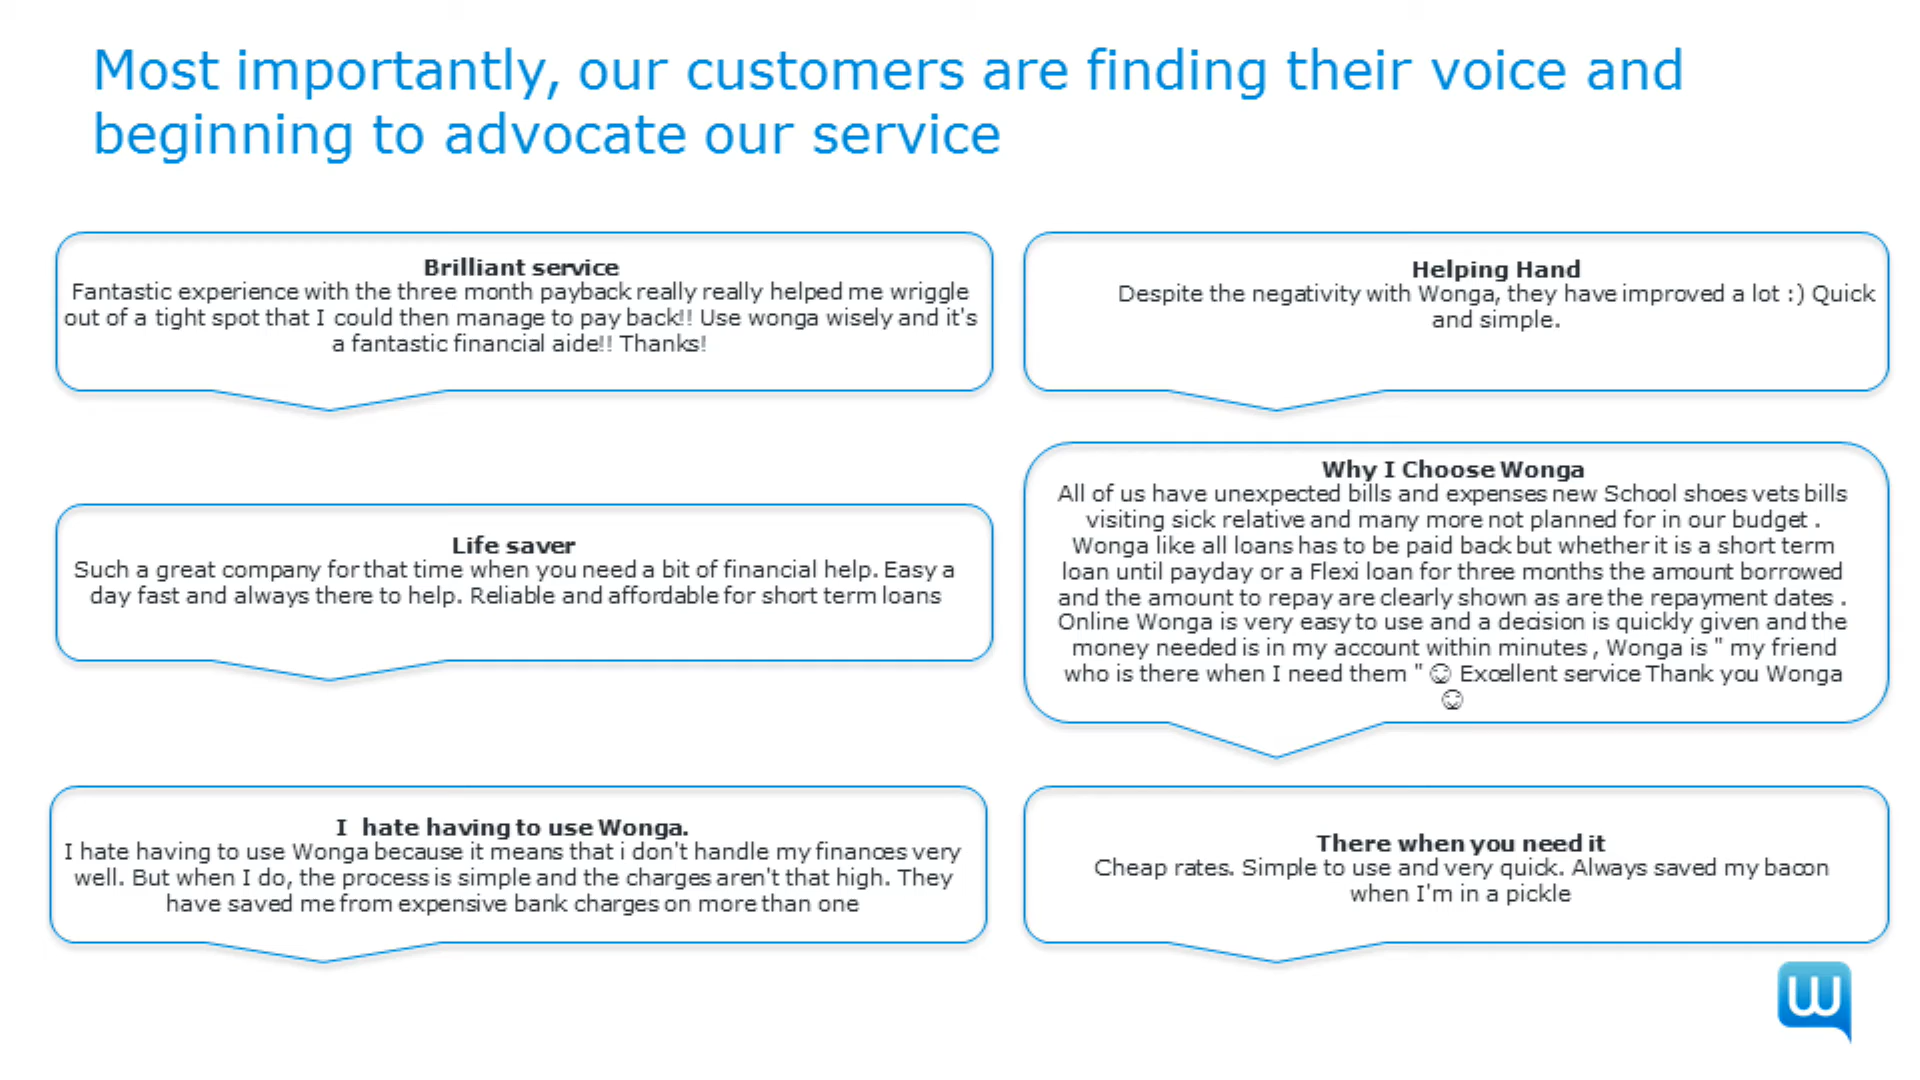 Most importantly, our customers are finding their voice and
beginning to advocate our service
Brilliant service
Fantastic experience with the three month payback really really helped me wriggle
out of a tight spot that I could then manage to pay back!! Use wonga wisely and it's
a fantastic financial aide!! Thanks!
Helping Hand
Despite the negativity with Wonga, they have improved a lot :) Quick
and simple.
Life saver
Such a great company for that time when you need a bit of financial help. Easy a
day fast and always there to help. Reliable and affordable for short term loans
Why I Choose Wonga
All of us have unexpected bills and expenses new School shoes vets bills
visiting sick relative and many more not planned for in our budget .
Wonga like all loans has to be paid back but whether it is a short term
loan until payday or a Flexi loan for three months the amount borrowed
and the amount to repay are clearly shown as are the repayment dates .
Online Wonga is very easy to use and a decision is quickly given and the
money needed is in my account within minutes , Wonga is " my friend
who is there when I need them " ☺ Excellent service Thank you Wonga
☺
I hate having to use Wonga.
I hate having to use Wonga because it means that i don't handle my finances very
well. But when I do, the process is simple and the charges aren't that high. They
have saved me from expensive bank charges on more than one
There when you need it
Cheap rates. Simple to use and very quick. Always saved my bacon
when I'm in a pickle
w